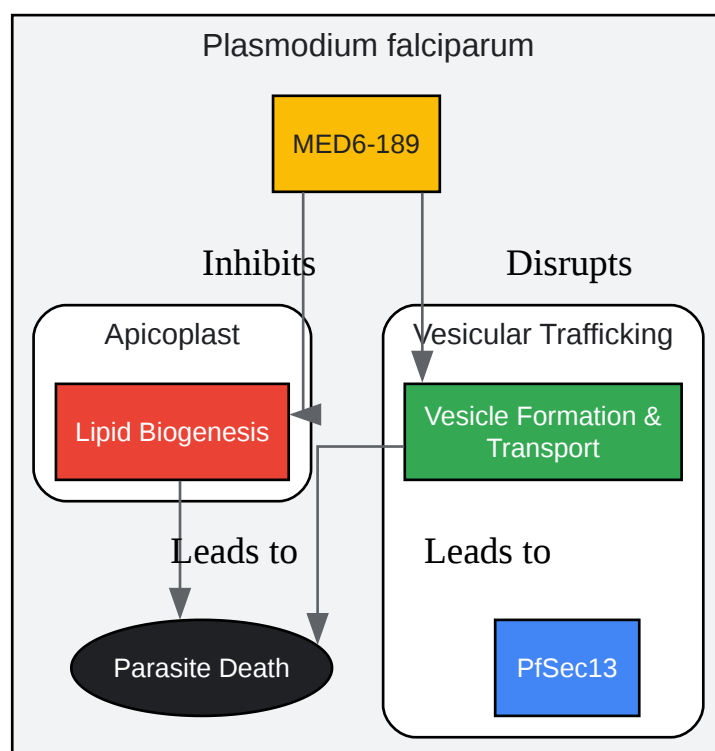 Plasmodium falciparum
MED6-189
Inhibits
Disrupts
Apicoplast
Vesicular Trafficking
Lipid Biogenesis
Vesicle Formation &
Transport
Leads to
Leads to
Parasite Death
PfSec13